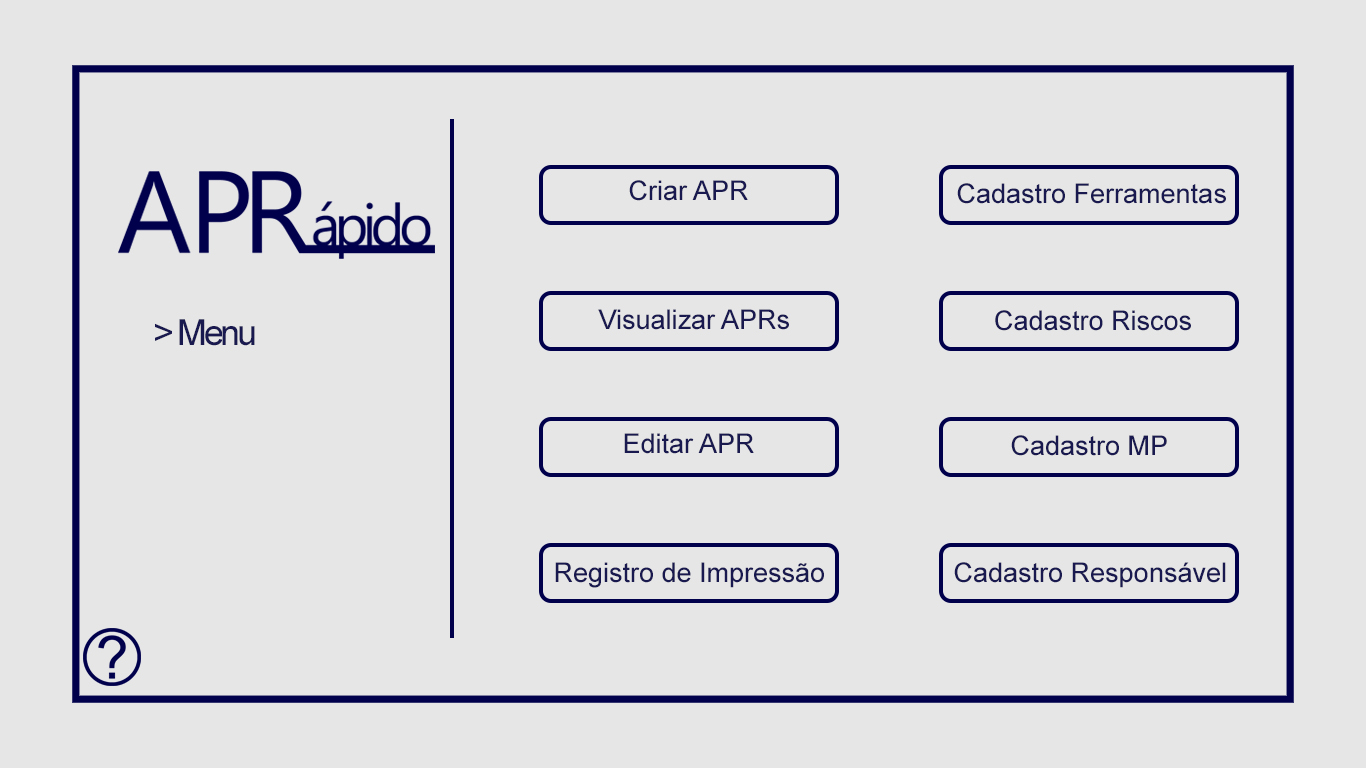 APRápido
> Menu
Criar APR
Cadastro Ferramentas
Visualizar APRs
Cadastro Riscos
Editar APR
Cadastro MP
Registro de Impressão
Cadastro Responsável
?